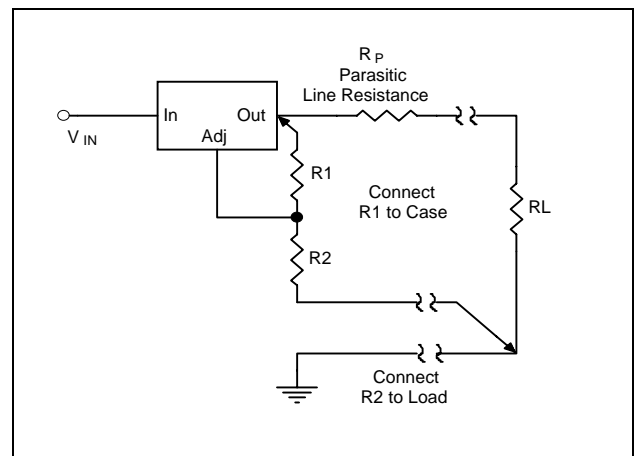 R P
Parasitic
Line Resistance
In
Out
Adj
V IN
R1
Connect
R1 to Case
RL
R2
Connect
R2 to Load